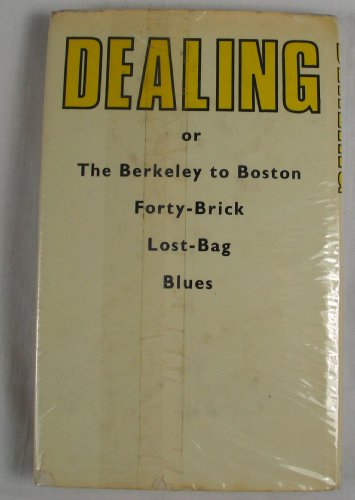 DEALING
or
The Berkeley to Boston
Forty-Brick
Lost-Bag
Blues